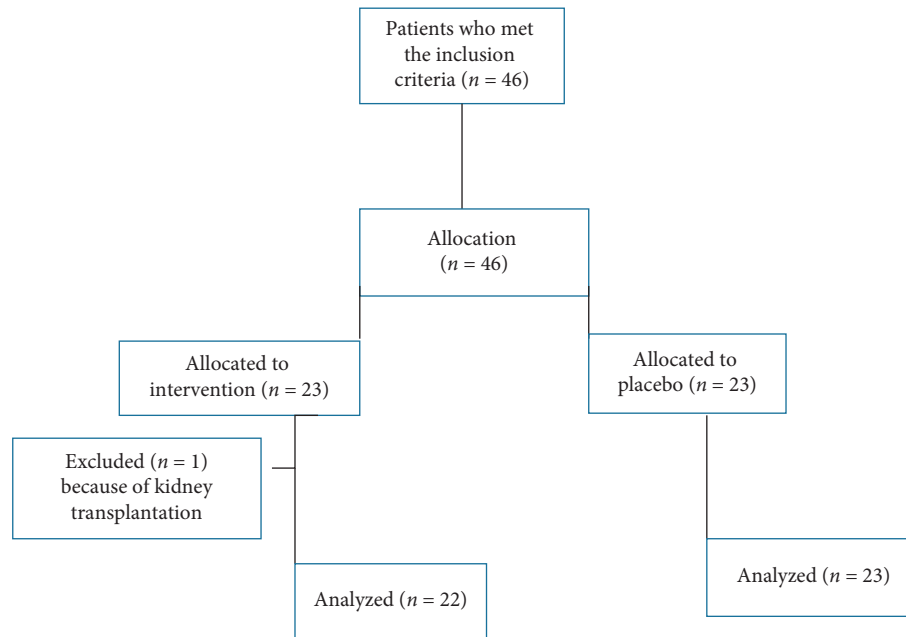 Patients who met
the inclusion
criteria (n = 46)
Allocation
(n = 46)
Allocated to
intervention (n = 23)
Allocated to
placebo (n = 23)
Excluded (n = 1)
because of kidney
transplantation
Analyzed (n = 22)
Analyzed (n = 23)